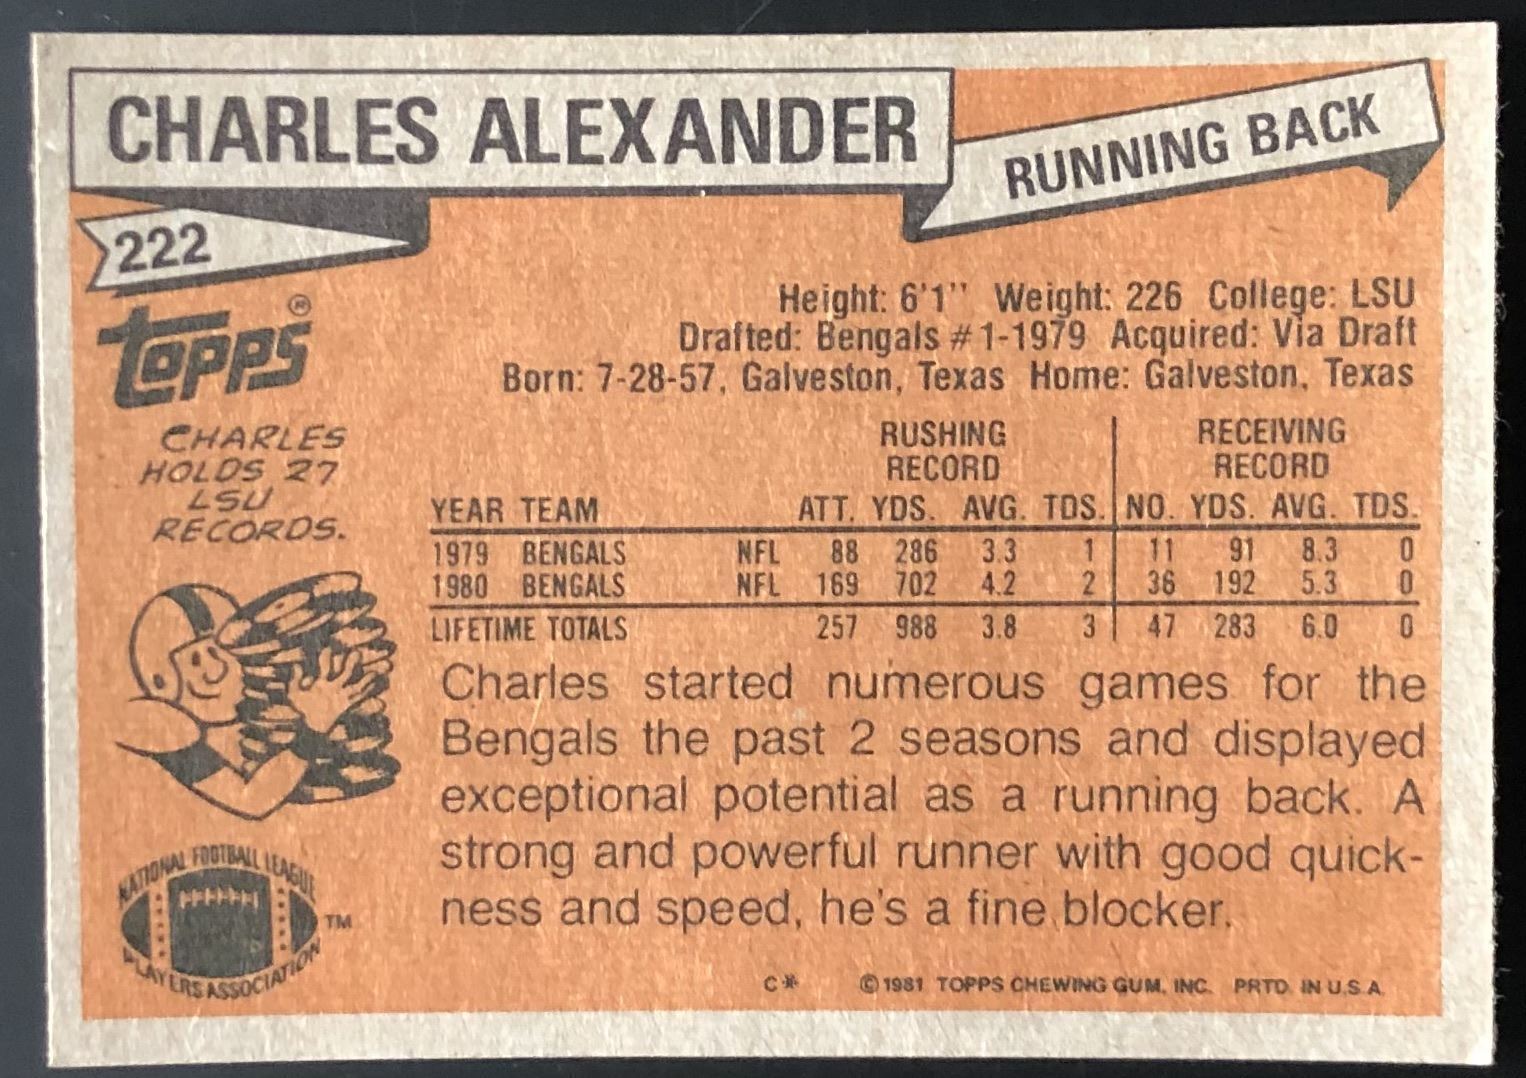 CHARLES ALEXANDER
RUNNING BACK
222
TOPPS®
Height: 6'1" Weight: 226 College: LSU
Drafted: Bengals #1-1979 Acquired: Via Draft
Born: 7-28-57, Galveston, Texas Home: Galveston, Texas
CHARLES
HOLDS 27
LSU
RECORDS.
RUSHING RECEIVING
RECORD RECORD
YEAR TEAM ATT. YDS. AVG. TDS. NO. YDS. AVG. TDS.
1979 BENGALS NFL 88 286 3.3 1 11 91 8.3 0
1980 BENGALS NFL 169 702 4.2 2 36 192 5.3 0
LIFETIME TOTALS 257 988 3.8 3 47 283 6.0 0
Charles started numerous games for the
Bengals the past 2 seasons and displayed
exceptional potential as a running back. A
strong and powerful runner with good quick-
ness and speed, he's a fine blocker.
NATIONAL FOOTBALL LEAGUE
PLAYERS ASSOCIATION
TM
C* ©1981 TOPPS CHEWING GUM, INC. PRTD. IN U.S.A.